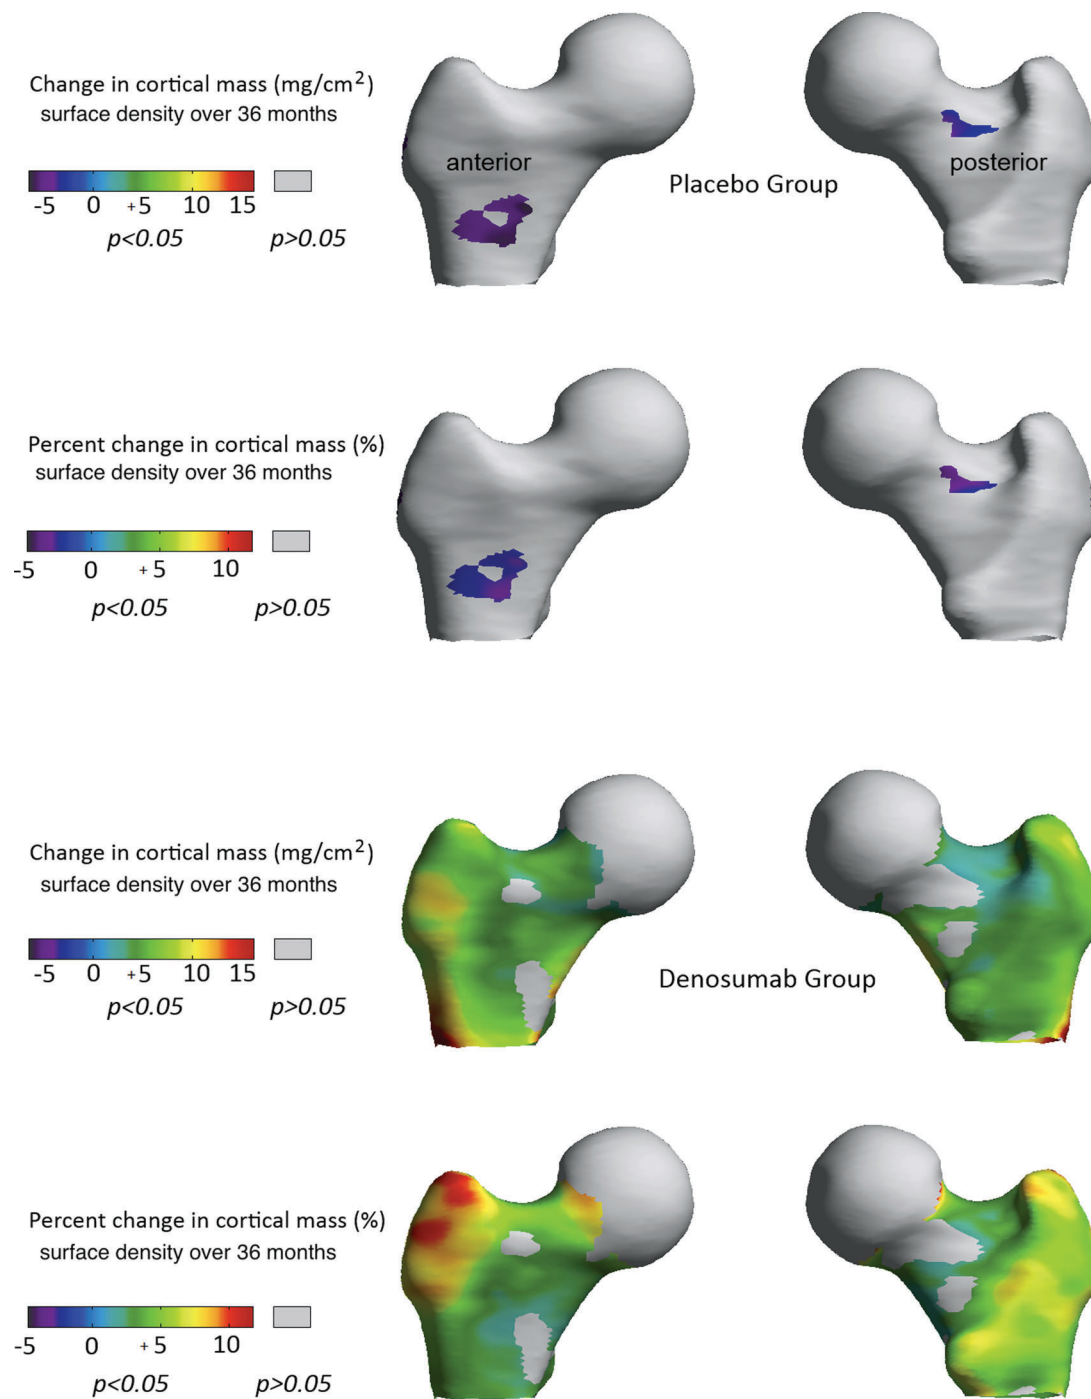 Change in cortical mass (mg/cm²)
surface density over 36 months
-5 0 +5 10 15
p<0.05 p>0.05
anterior
Placebo Group
posterior
Percent change in cortical mass (%)
surface density over 36 months
-5 0 +5 10
p<0.05 p>0.05
Change in cortical mass (mg/cm²)
surface density over 36 months
-5 0 +5 10 15
p<0.05 p>0.05
Denosumab Group
Percent change in cortical mass (%)
surface density over 36 months
-5 0 +5 10
p<0.05 p>0.05